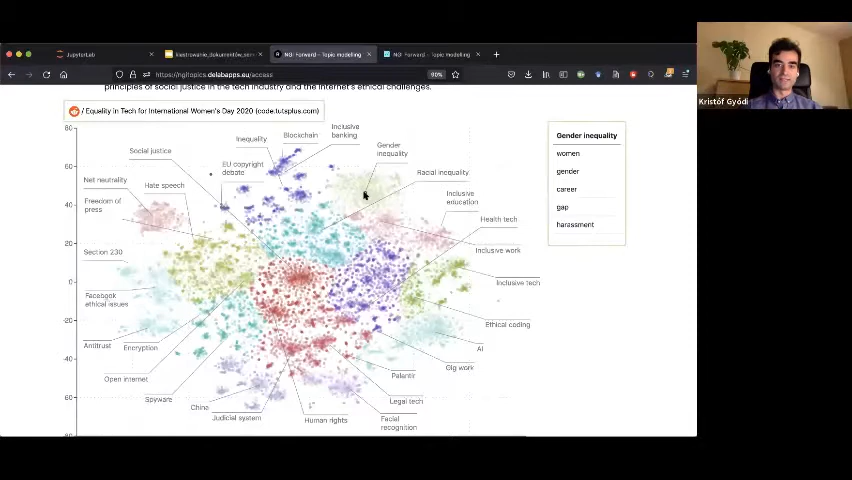 JupyterLab
klastrowanie_dokumentów_sem
NGI Forward – Topic modelling
NGI Forward – Topic modelling
https://ngitopics.delabapps.eu/access
90%
Kristóf Gyódi
principles of social justice in the tech industry and the Internet's ethical challenges.
/ Equality in Tech for International Women's Day 2020 (code.tutsplus.com)
80
60
40
20
0
20
40
60
80
Social justice
Inequality
Blockchain
Inclusive
banking
Gender
inequality
EU copyright
debate
Racial inequality
Net neutrality
Hate speech
Freedom of
press
Inclusive
education
Health tech
Section 230
Inclusive work
Inclusive tech
Facebook
ethical issues
Ethical coding
Antitrust
Encryption
AI
Gig work
Open internet
Palantir
Spyware
China
Legal tech
Judicial system
Human rights
Facial
recognition
Gender inequality
women
gender
career
gap
harassment